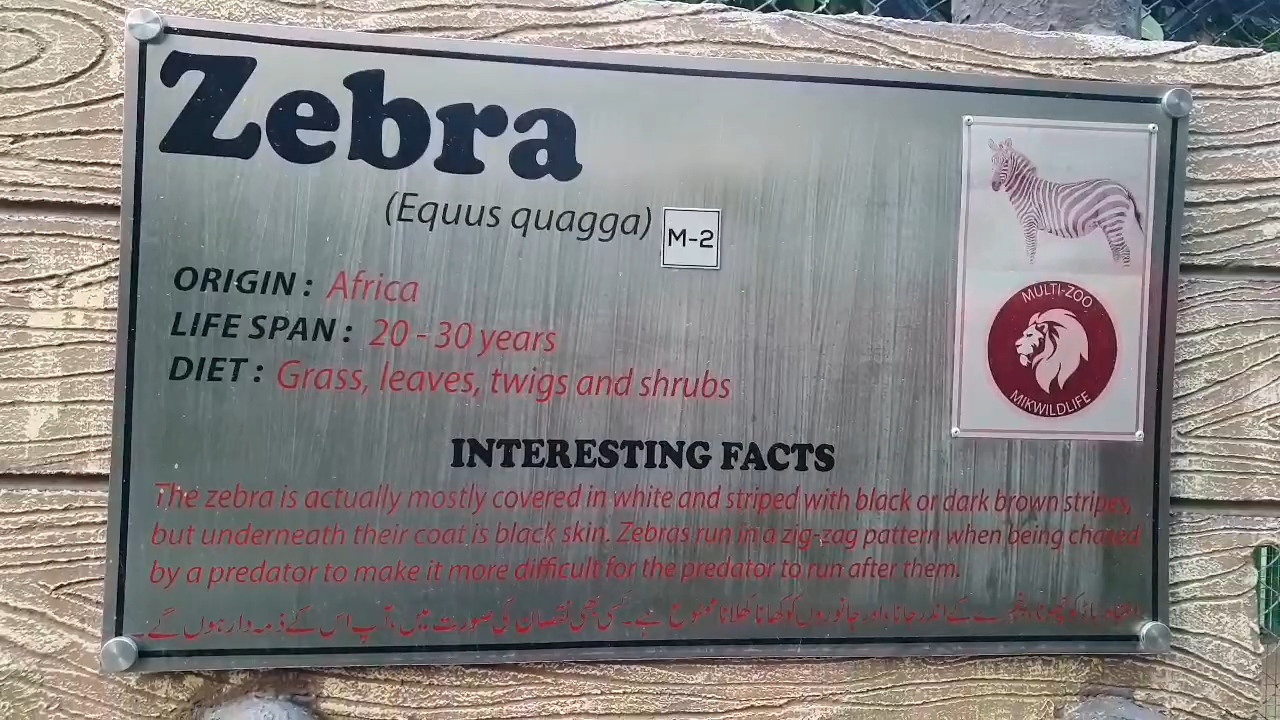 Zebra
(Equus quagga)
M-2
ORIGIN : Africa
LIFE SPAN : 20 - 30 years
DIET : Grass, leaves, twigs and shrubs
MULTI-ZOO
MIKWILDLIFE
INTERESTING FACTS
The zebra is actually mostly covered in white and striped with black or dark brown stripes,
but underneath their coat is black skin. Zebras run in a zig-zag pattern when being chased
by a predator to make it more difficult for the predator to run after them.
کے اندر جانا اور جانوروں کو کھانا کھلانا ممنوع ہے۔ کسی بھی نقصان کی صورت میں آپ اس کے ذمہ دار ہوں گے۔